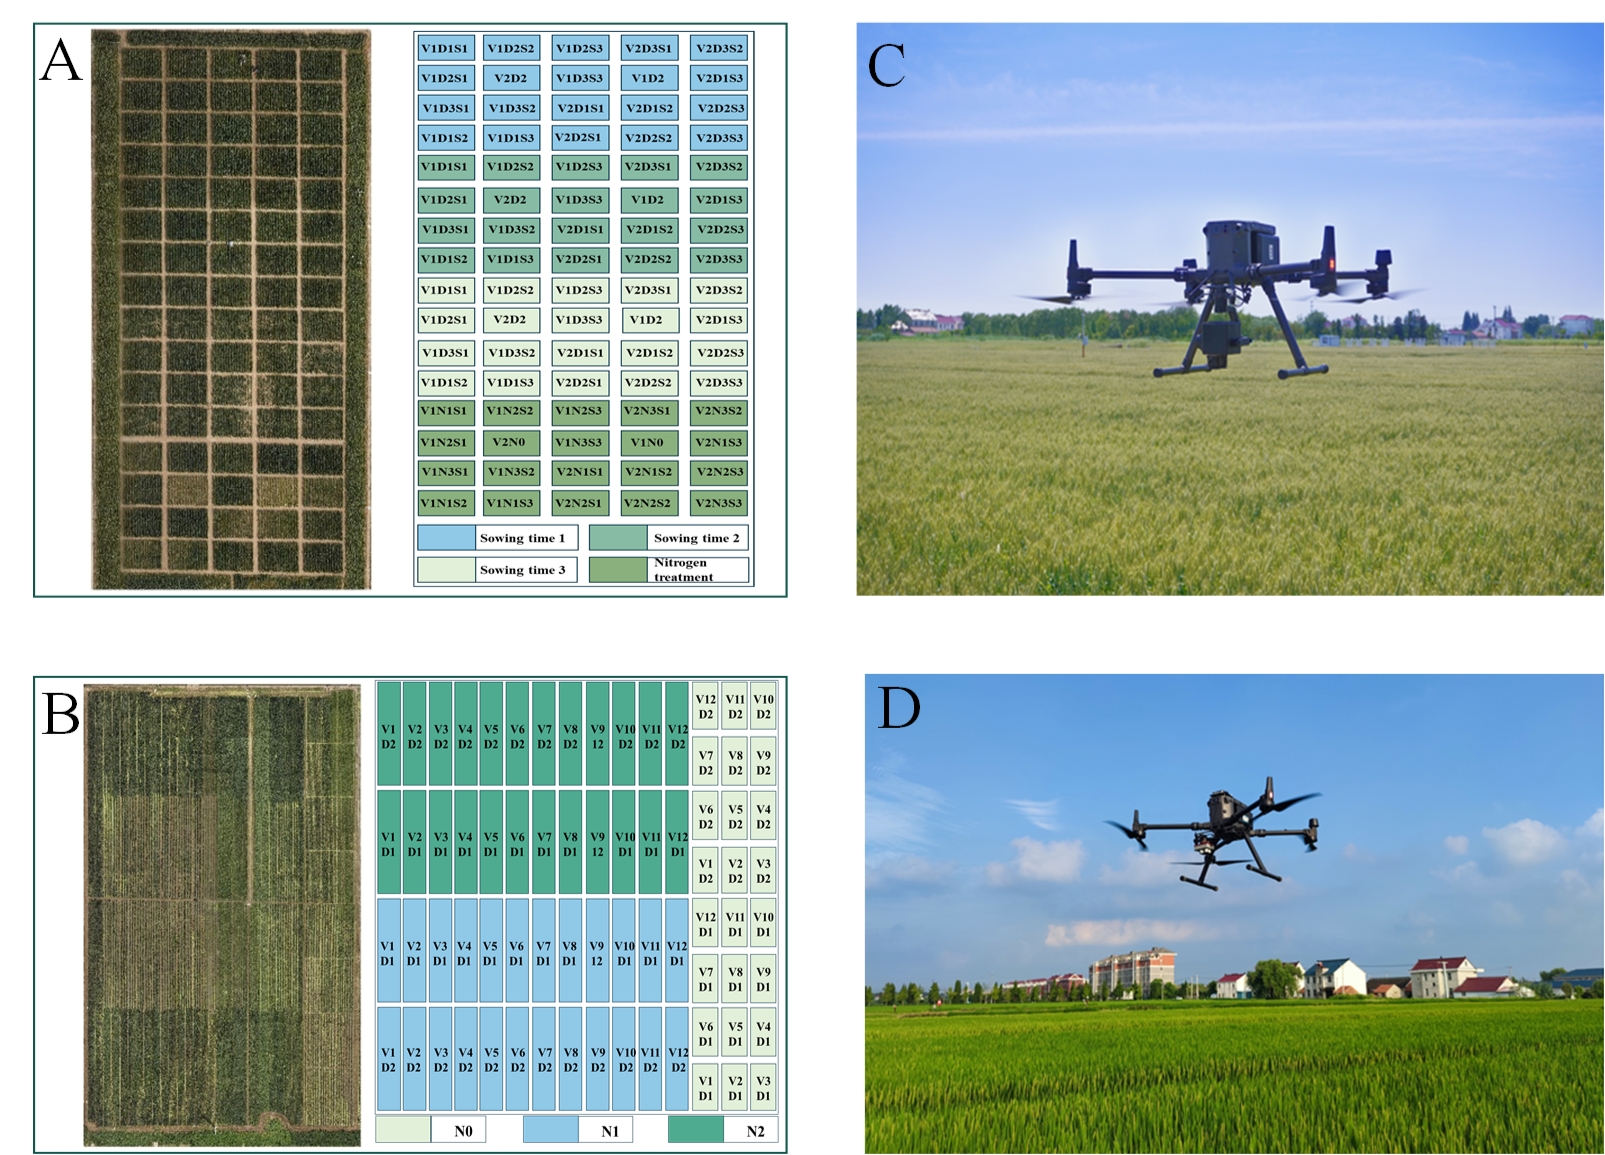 A
V1D1S1 V1D2S2 V1D2S3 V2D3S1 V2D3S2
V1D2S1 V2D2 V1D3S3 V1D2 V2D1S3
V1D3S1 V1D3S2 V2D1S1 V2D1S2 V2D2S3
V1D1S2 V1D1S3 V2D2S1 V2D2S2 V2D3S3
V1D1S1 V1D2S2 V1D2S3 V2D3S1 V2D3S2
V1D2S1 V2D2 V1D3S3 V1D2 V2D1S3
V1D3S1 V1D3S2 V2D1S1 V2D1S2 V2D2S3
V1D1S2 V1D1S3 V2D2S1 V2D2S2 V2D3S3
V1D1S1 V1D2S2 V1D2S3 V2D3S1 V2D3S2
V1D2S1 V2D2 V1D3S3 V1D2 V2D1S3
V1D3S1 V1D3S2 V2D1S1 V2D1S2 V2D2S3
V1D1S2 V1D1S3 V2D2S1 V2D2S2 V2D3S3
V1N1S1 V1N2S2 V1N2S3 V2N3S1 V2N3S2
V1N2S1 V2N0 V1N3S3 V1N0 V2N1S3
V1N3S1 V1N3S2 V2N1S1 V2N1S2 V2N2S3
V1N1S2 V1N1S3 V2N2S1 V2N2S2 V2N3S3
Sowing time 1 Sowing time 2
Sowing time 3 Nitrogen
treatment
C
B
V1 V2 V3 V4 V5 V6 V7 V8 V9 V10 V11 V12
D2 D2 D2 D2 D2 D2 D2 D2 12 D2 D2 D2
V12 V11 V10
D2 D2 D2
V7 V8 V9
D2 D2 D2
V1 V2 V3 V4 V5 V6 V7 V8 V9 V10 V11 V12
D1 D1 D1 D1 D1 D1 D1 D1 12 D1 D1 D1
V6 V5 V4
D2 D2 D2
V1 V2 V3
D2 D2 D2
V1 V2 V3 V4 V5 V6 V7 V8 V9 V10 V11 V12
D1 D1 D1 D1 D1 D1 D1 D1 12 D1 D1 D1
V12 V11 V10
D1 D1 D1
V7 V8 V9
D1 D1 D1
V1 V2 V3 V4 V5 V6 V7 V8 V9 V10 V11 V12
D2 D2 D2 D2 D2 D2 D2 D2 D2 D2 D2 D2
V6 V5 V4
D1 D1 D1
V1 V2 V3
D1 D1 D1
N0 N1 N2
D